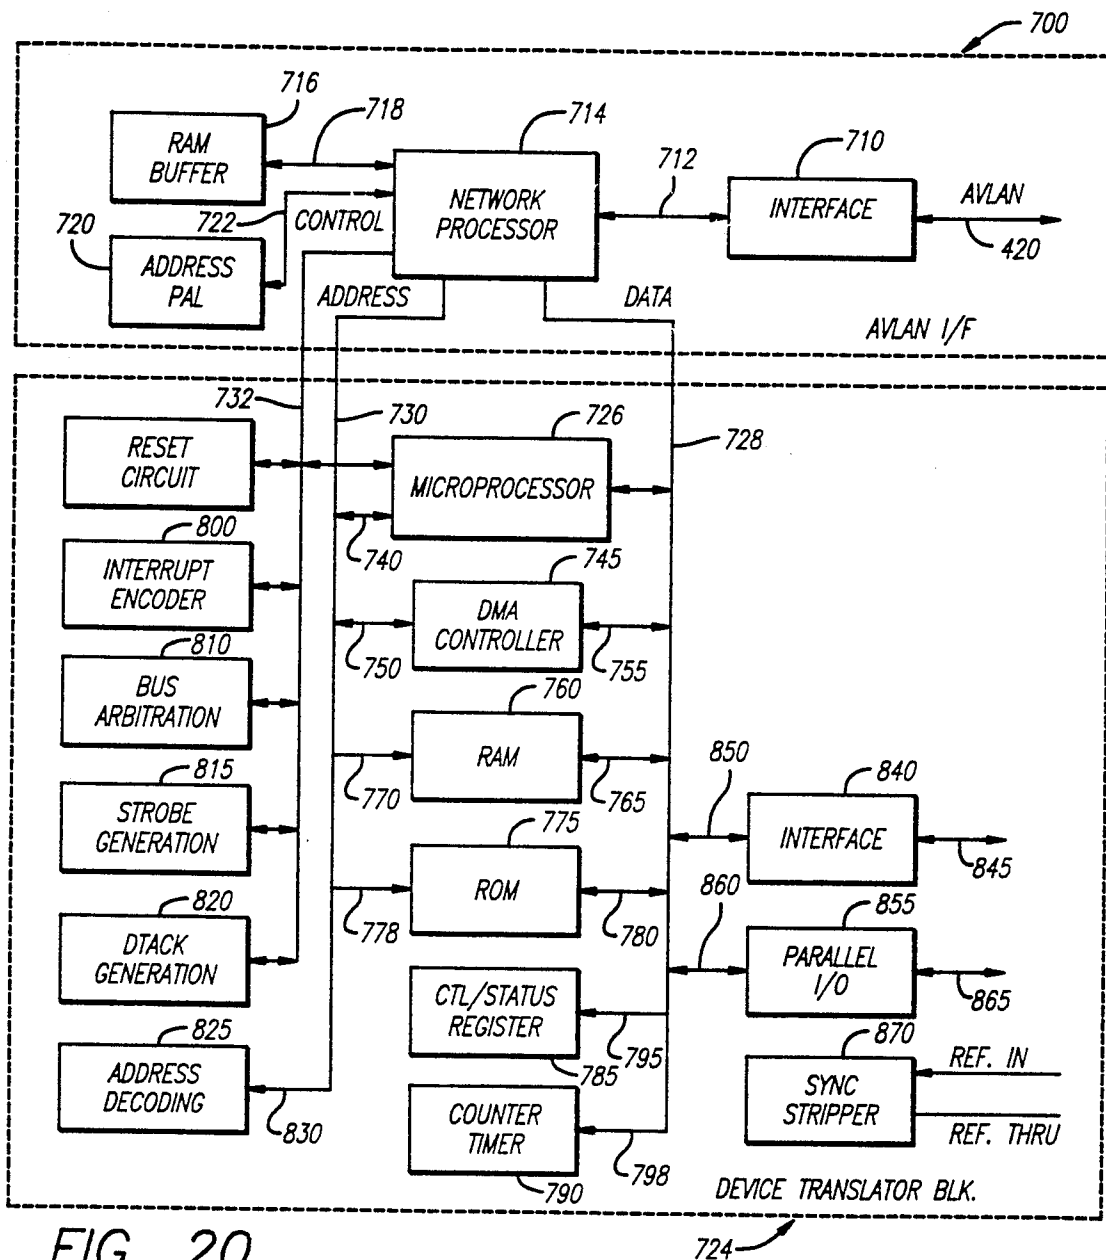 700
716
RAM
BUFFER
718
714
NETWORK
PROCESSOR
712
710
INTERFACE
AVLAN
420
722
CONTROL
720
ADDRESS
PAL
ADDRESS
DATA
AVLAN I/F
732
730
726
728
RESET
CIRCUIT
MICROPROCESSOR
740
800
INTERRUPT
ENCODER
745
DMA
CONTROLLER
750
755
810
BUS
ARBITRATION
760
RAM
770
765
815
STROBE
GENERATION
775
ROM
778
780
850
840
INTERFACE
845
860
855
PARALLEL
I/O
865
820
DTACK
GENERATION
CTL/STATUS
REGISTER
785
795
825
ADDRESS
DECODING
830
COUNTER
TIMER
790
798
870
SYNC
STRIPPER
REF. IN
REF. THRU
DEVICE TRANSLATOR BLK.
724
FIG. 20